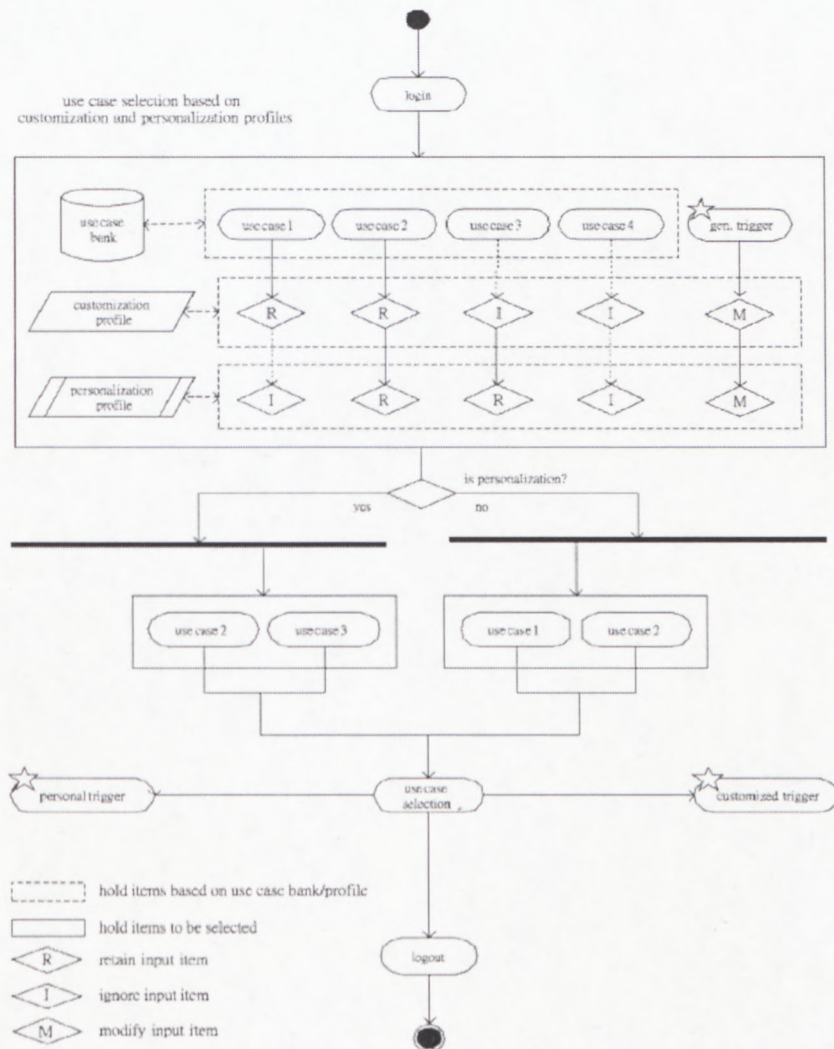 login
use case selection based on
customization and personalization profiles
use case
bank
use case 1
use case 2
use case 3
use case 4
gen. trigger
customization
profile
R
R
I
I
M
personalization
profile
I
R
R
I
M
is personalization?
yes
no
use case 2
use case 3
use case 1
use case 2
personal trigger
use case
selection
customized trigger
hold items based on use case bank/profile
hold items to be selected
R
retain input item
logout
I
ignore input item
M
modify input item